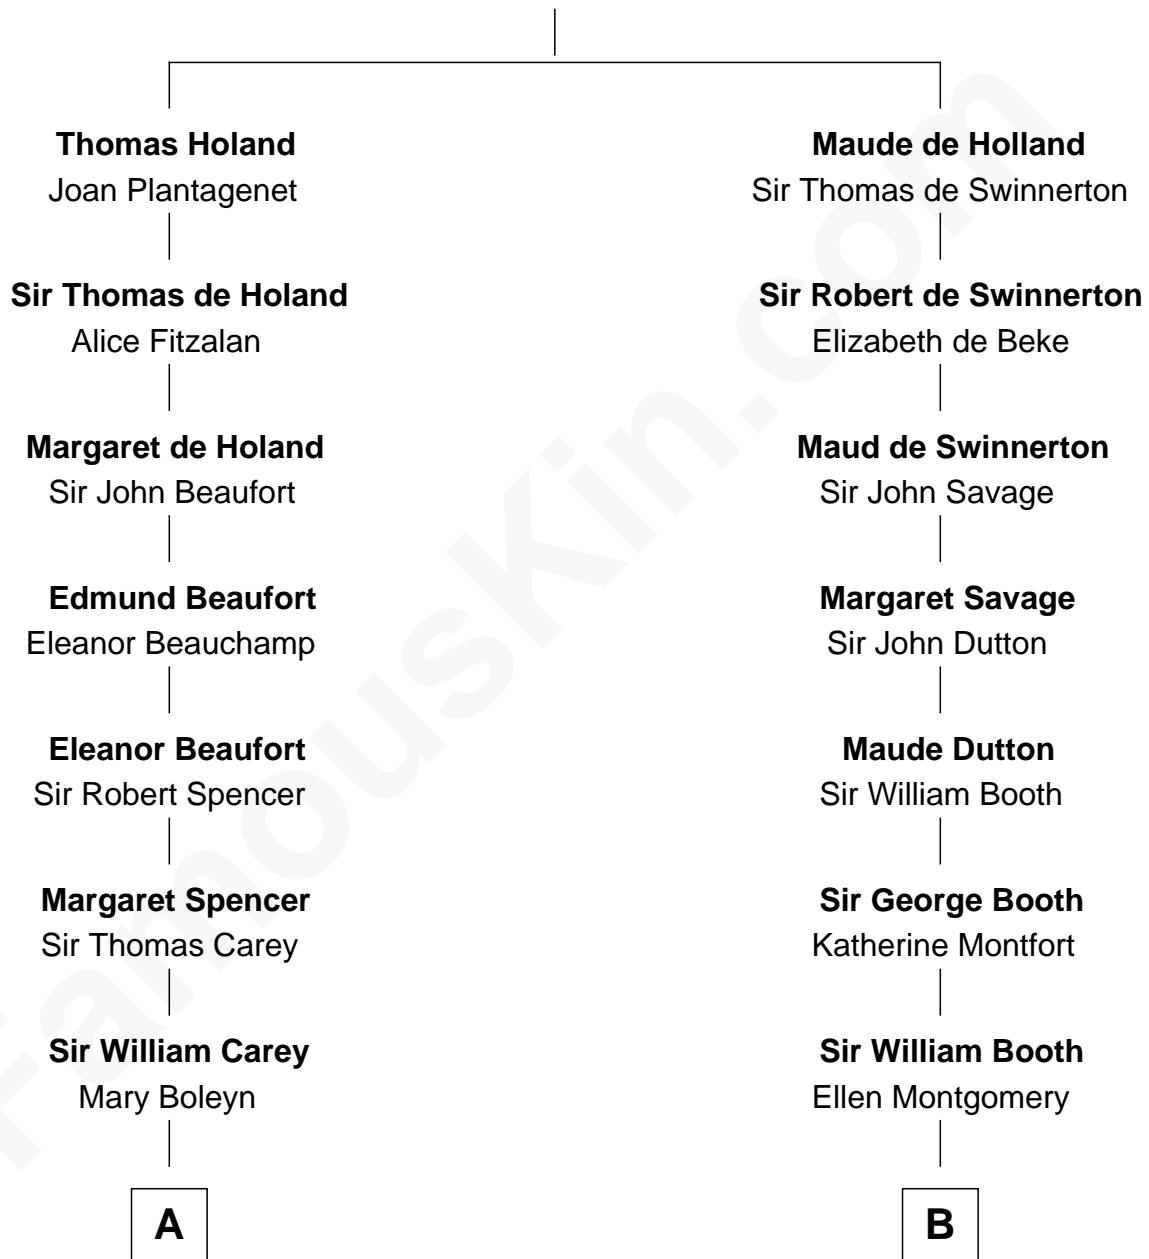 Thomas Holand
Joan Plantagenet
Sir Thomas de Holand
Alice Fitzalan
Margaret de Holand
Sir John Beaufort
Edmund Beaufort
Eleanor Beauchamp
Eleanor Beaufort
Sir Robert Spencer
Margaret Spencer
Sir Thomas Carey
Sir William Carey
Mary Boleyn
A
Maude de Holland
Sir Thomas de Swinnerton
Sir Robert de Swinnerton
Elizabeth de Beke
Maud de Swinnerton
Sir John Savage
Margaret Savage
Sir John Dutton
Maude Dutton
Sir William Booth
Sir George Booth
Katherine Montfort
Sir William Booth
Ellen Montgomery
B
FamousKin.com